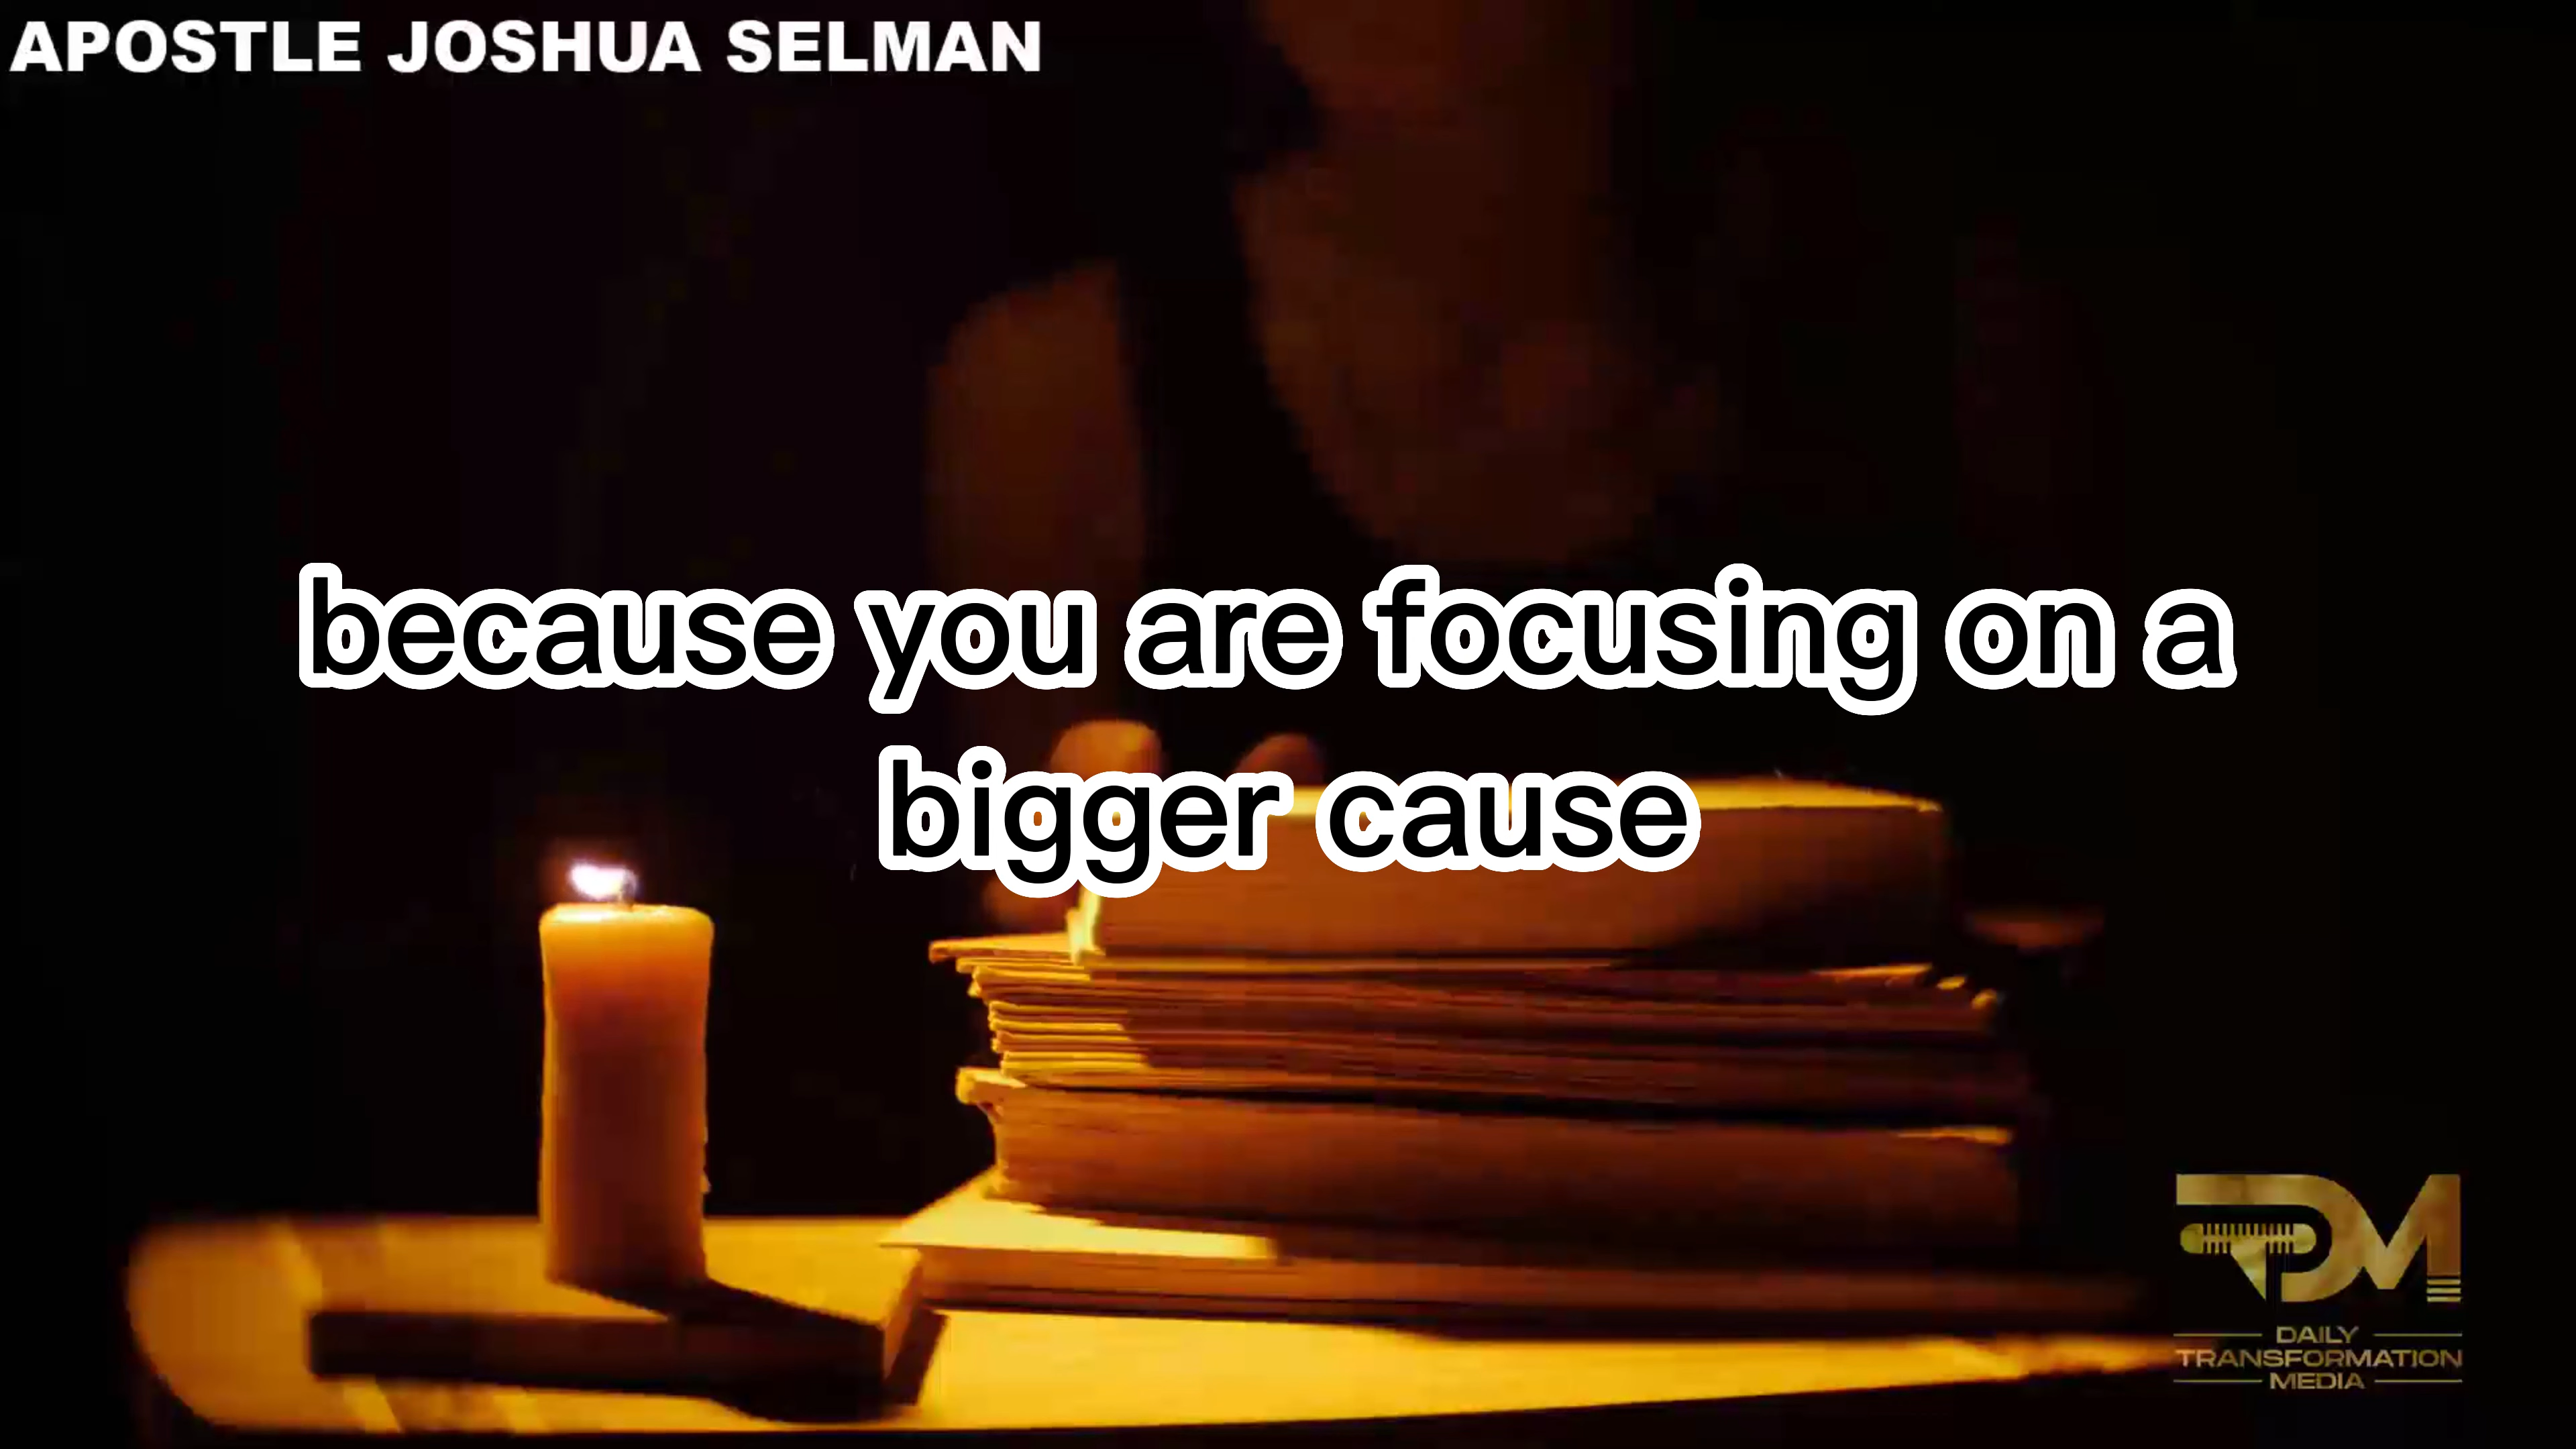 APOSTLE JOSHUA SELMAN
because you are focusing on a
bigger cause
DAILY
TRANSFORMATION
MEDIA